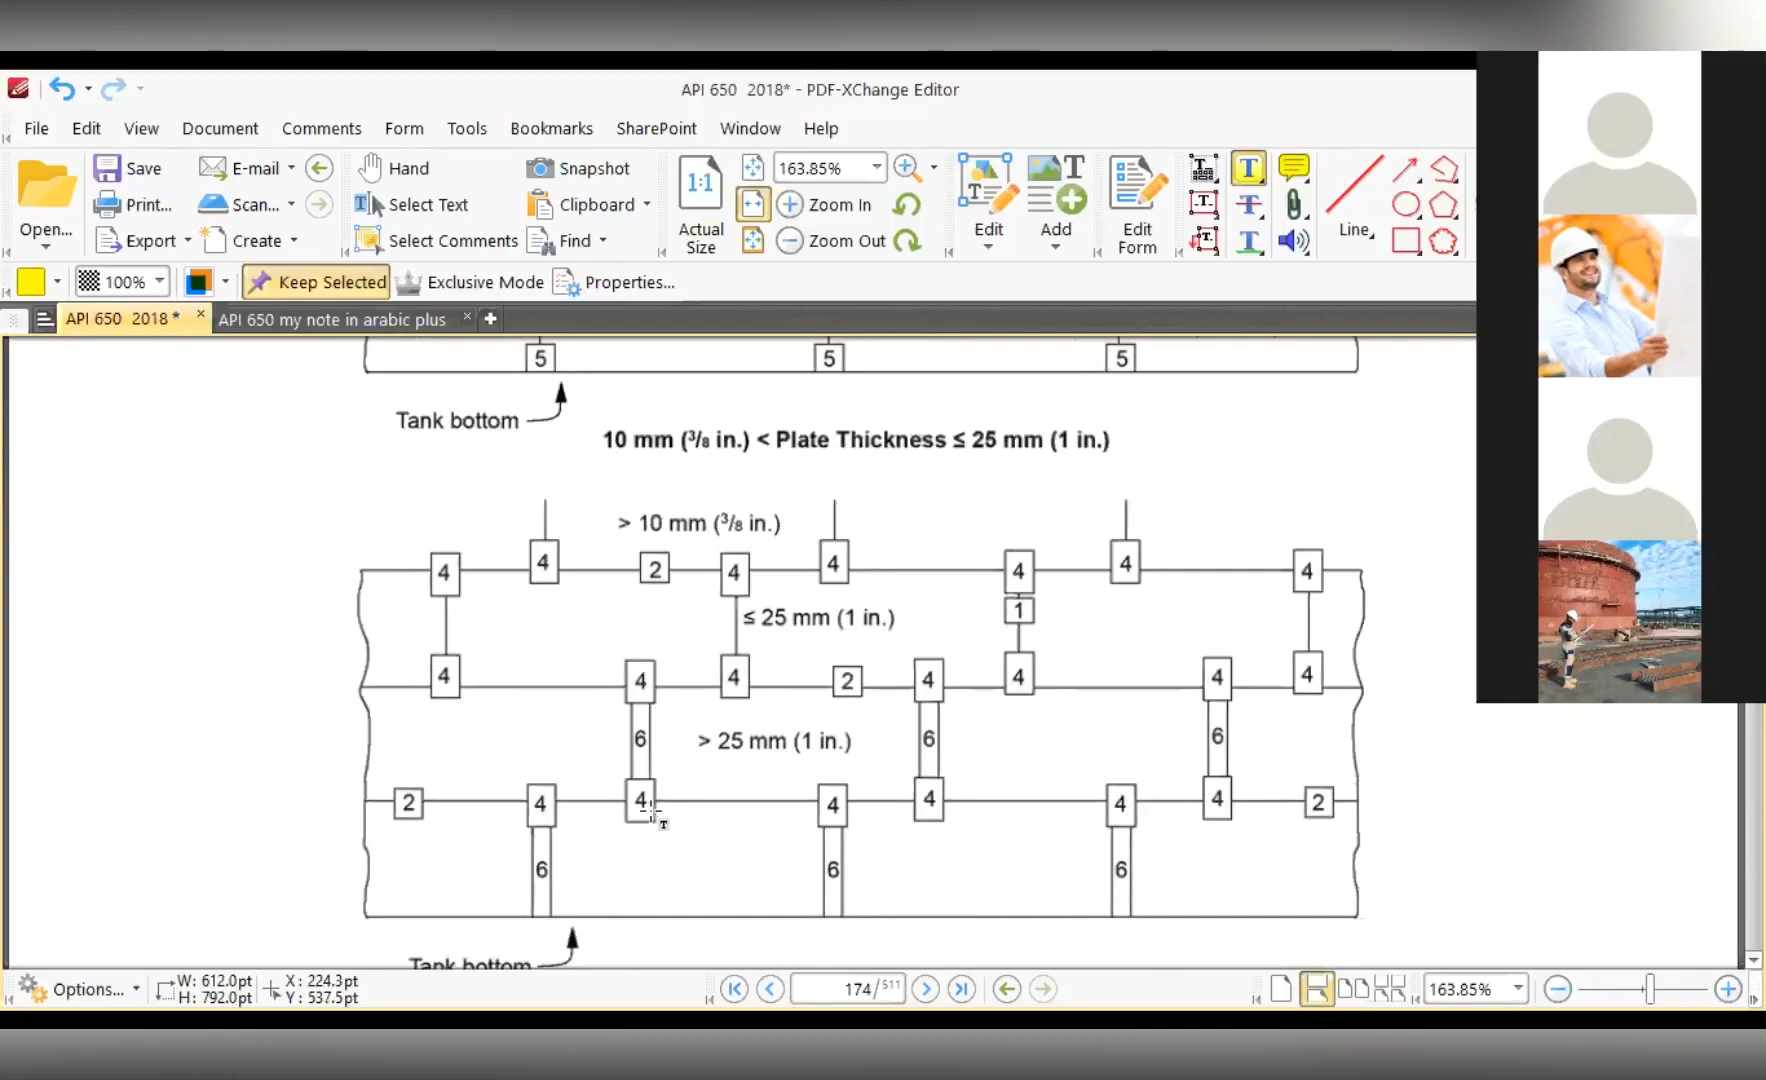 API 650 2018* - PDF-XChange Editor
File Edit View Document Comments Form Tools Bookmarks SharePoint Window Help
Open...
Save
Print...
Export
E-mail
Scan...
Create
Hand
Select Text
Select Comments
Snapshot
Clipboard
Find
1:1
Actual
Size
163.85%
Zoom In
Zoom Out
Edit
Add
Edit
Form
Line
100%
Keep Selected
Exclusive Mode
Properties...
API 650 2018 *
API 650 my note in arabic plus
5 5 5
Tank bottom
10 mm (3/8 in.) < Plate Thickness ≤ 25 mm (1 in.)
> 10 mm (3/8 in.)
4 4 2 4 4 4 4 4
≤ 25 mm (1 in.)
1
4 4 4 2 4 4 4 4
6 > 25 mm (1 in.) 6 6
2 4 4 4 4 4 4 2
6 6 6
Tank bottom
Options...
W: 612.0pt
H: 792.0pt
X: 224.3pt
Y: 537.5pt
174 / 511
163.85%